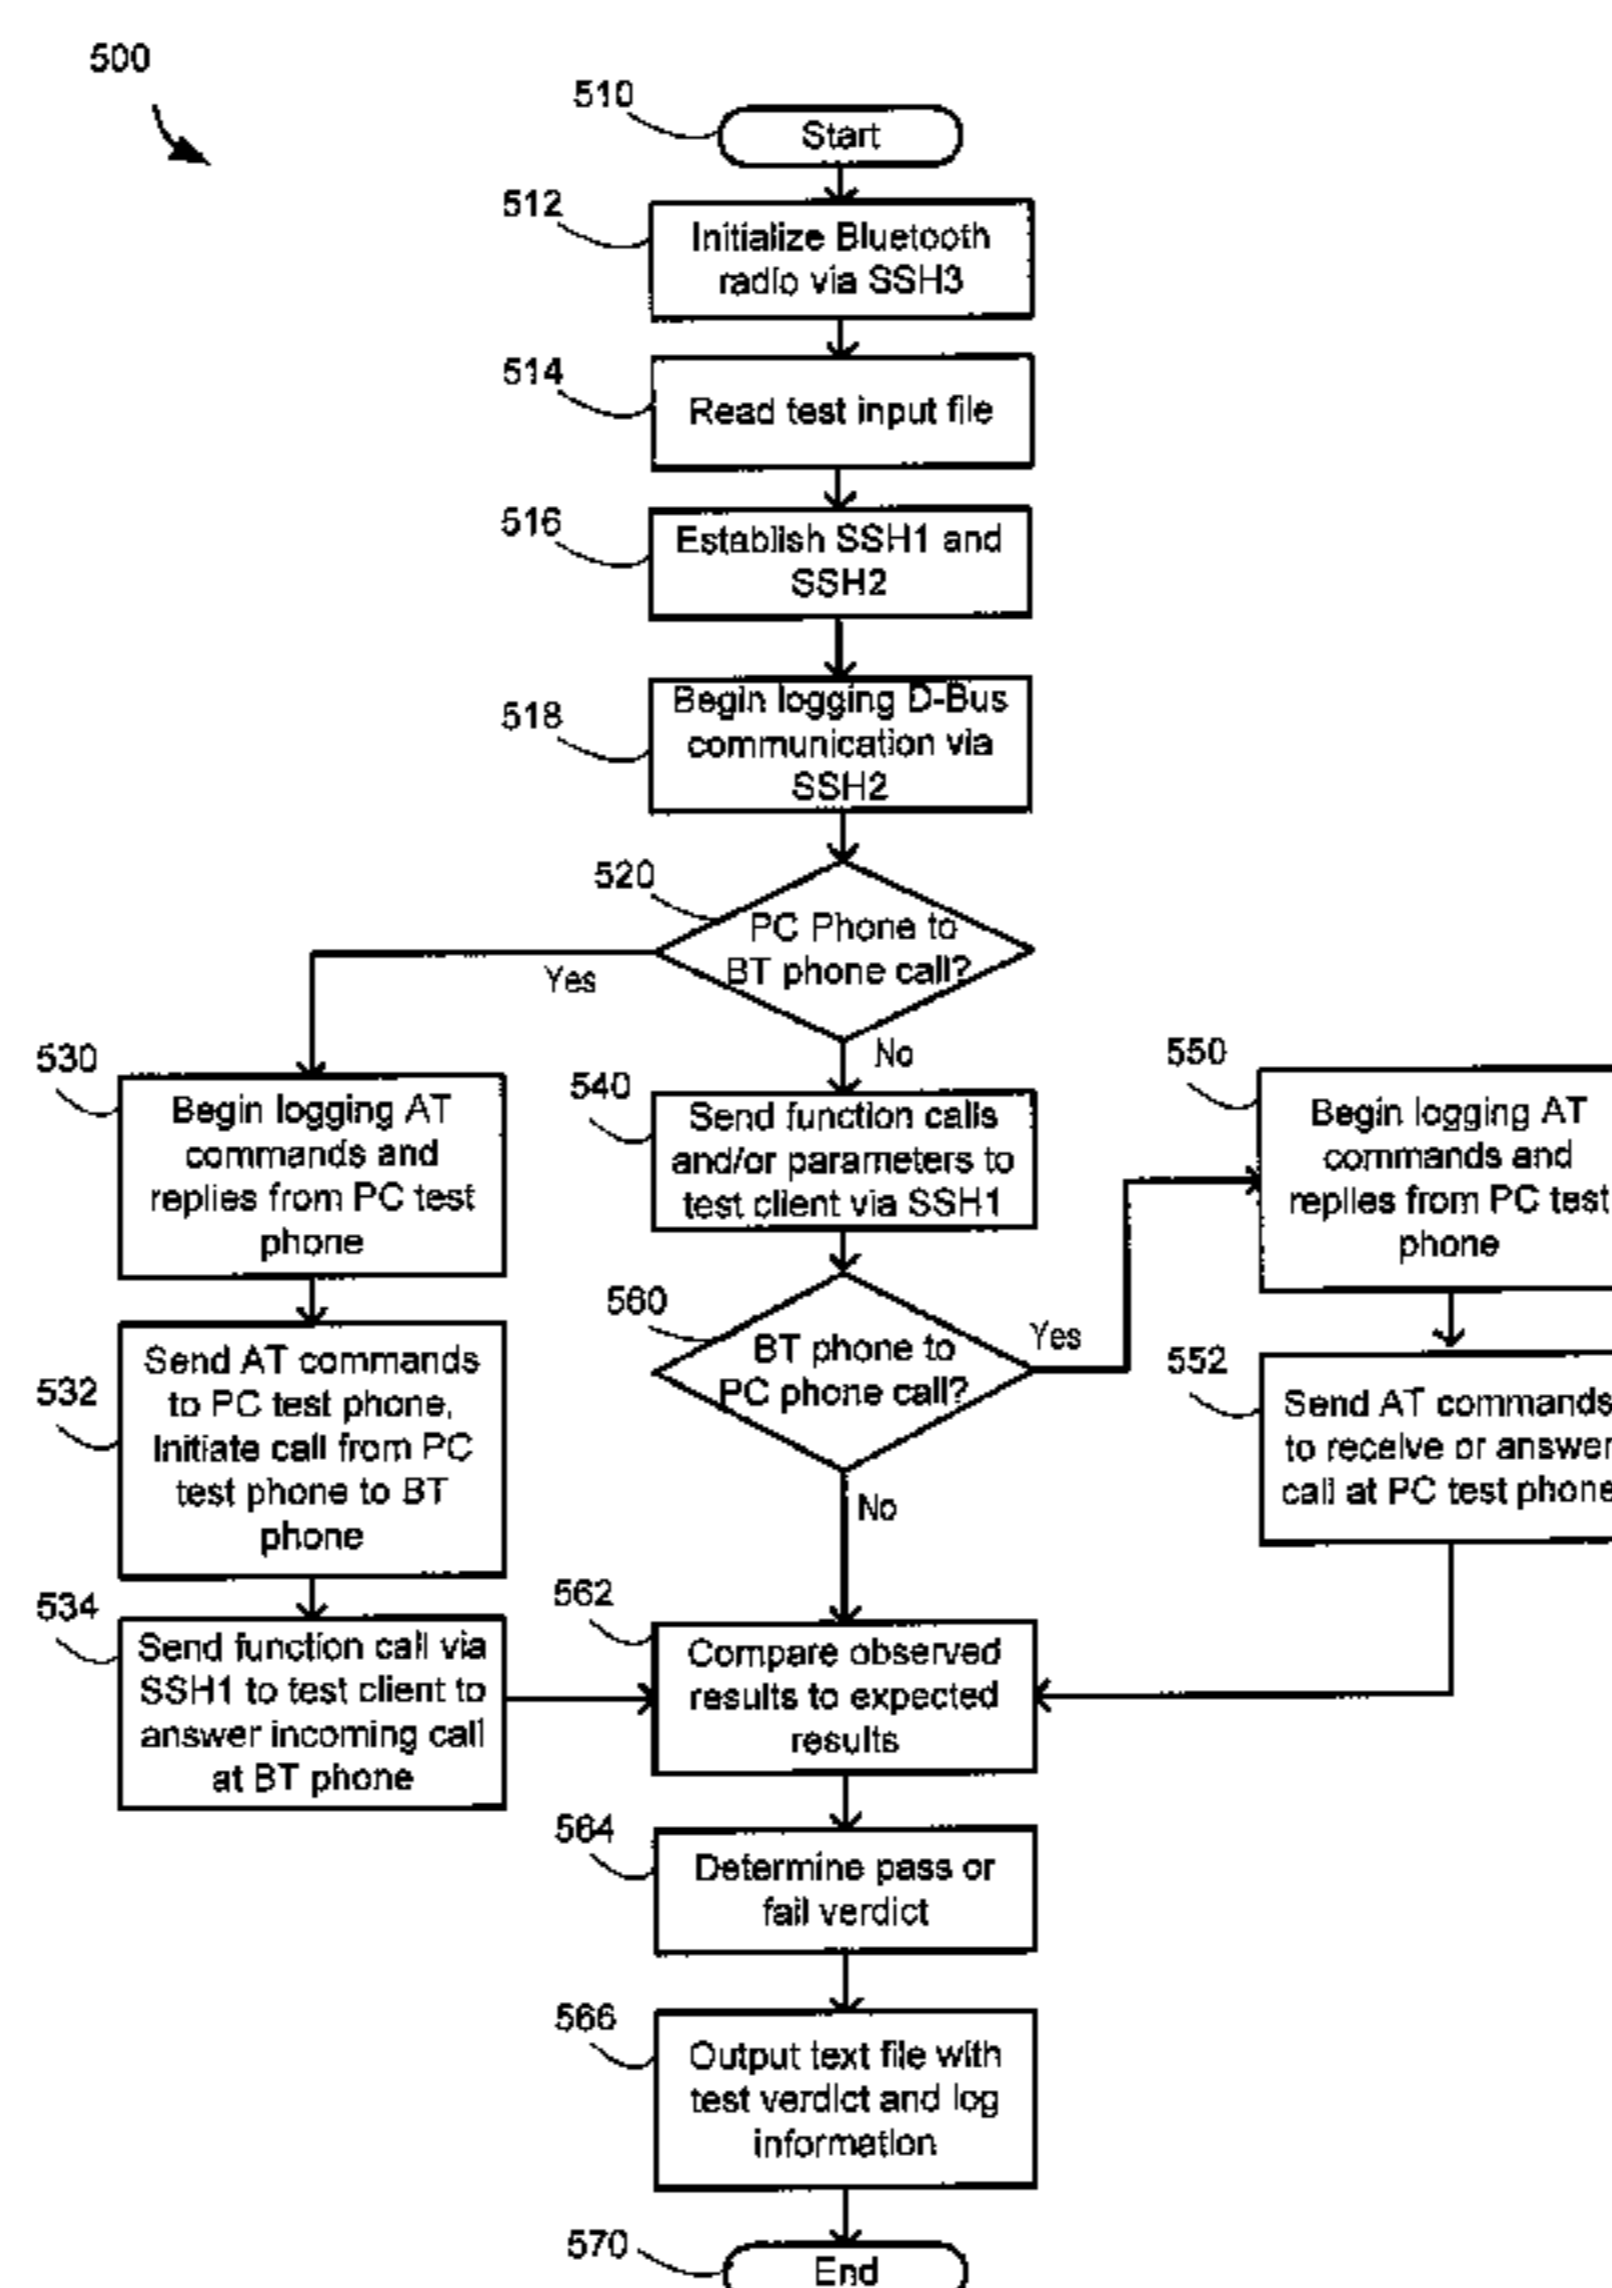 500
510
Start
512
Initialize Bluetooth
radio via SSH3
514
Read test input file
516
Establish SSH1 and
SSH2
518
Begin logging D-Bus
communication via
SSH2
520
PC Phone to
BT phone call?
Yes
No
530
Begin logging AT
commands and
replies from PC test
phone
540
Send function calls
and/or parameters to
test client via SSH1
550
Begin logging AT
commands and
replies from PC test
phone
532
Send AT commands
to PC test phone,
Initiate call from PC
test phone to BT
phone
560
BT phone to
PC phone call?
Yes
No
552
Send AT commands
to receive or answer
call at PC test phone
534
Send function call via
SSH1 to test client to
answer incoming call
at BT phone
562
Compare observed
results to expected
results
564
Determine pass or
fail verdict
566
Output text file with
test verdict and log
information
570
End